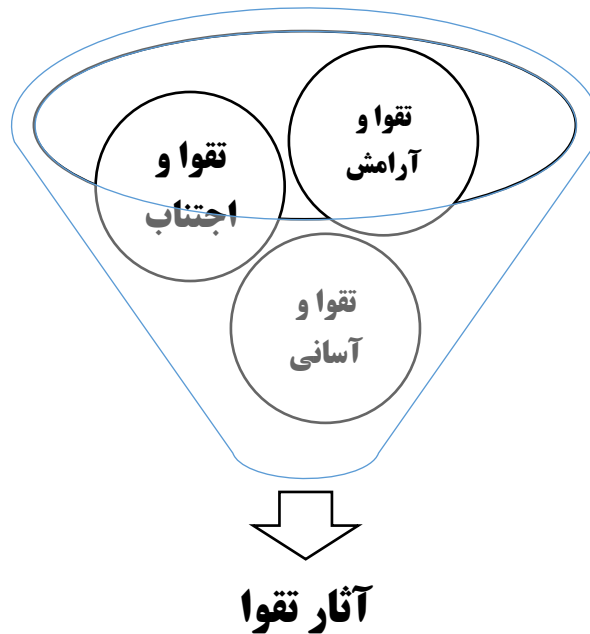 تقوا و
آرامش
تقوا و
اجتناب
تقوا و
آسانی
آثار تقوا